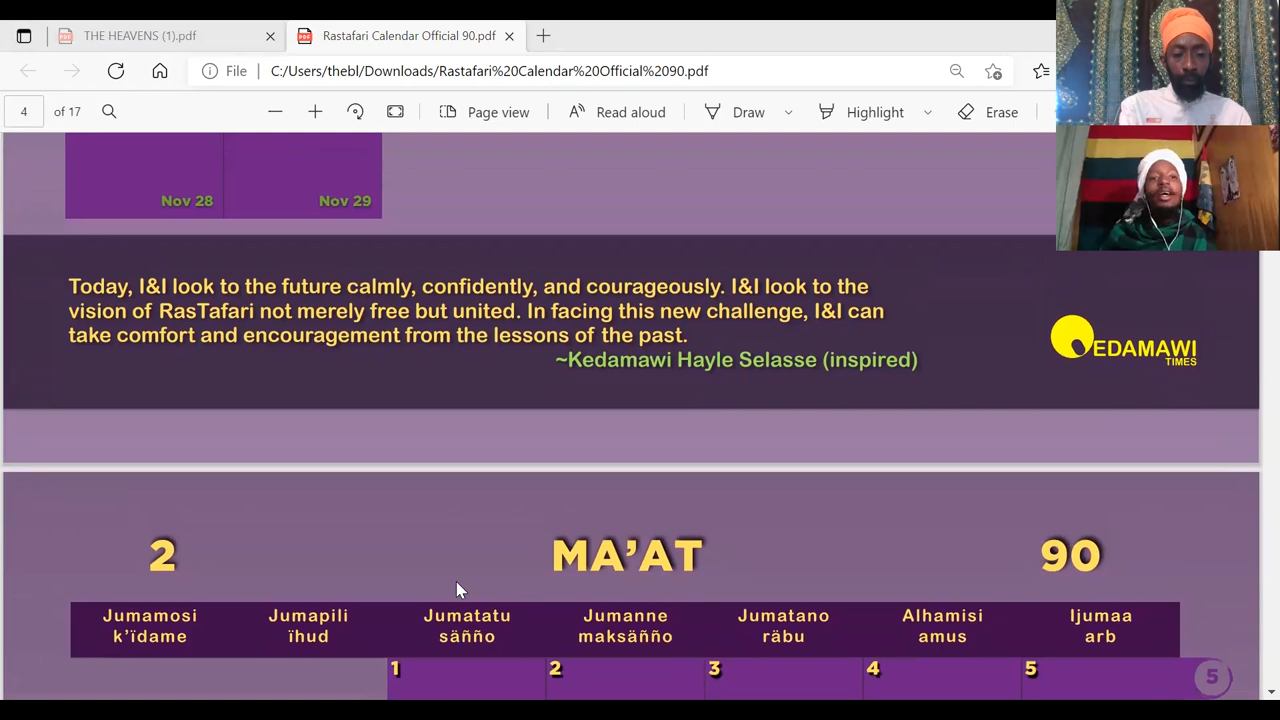 THE HEAVENS (1).pdf
Rastafari Calendar Official 90.pdf
File C:/Users/thebl/Downloads/Rastafari%20Calendar%20Official%2090.pdf
4 of 17 Page view Read aloud Draw Highlight Erase
Nov 28 Nov 29
Today, I&I look to the future calmly, confidently, and courageously. I&I look to the
vision of RasTafari not merely free but united. In facing this new challenge, I&I can
take comfort and encouragement from the lessons of the past.
~Kedamawi Hayle Selasse (inspired)
EDAMAWI
TIMES
2 MA'AT 90
Jumamosi Jumapili Jumatatu Jumanne Jumatano Alhamisi Ijumaa
k'ïdame ïhud säñño maksäñño räbu amus arb
1 2 3 4 5
5